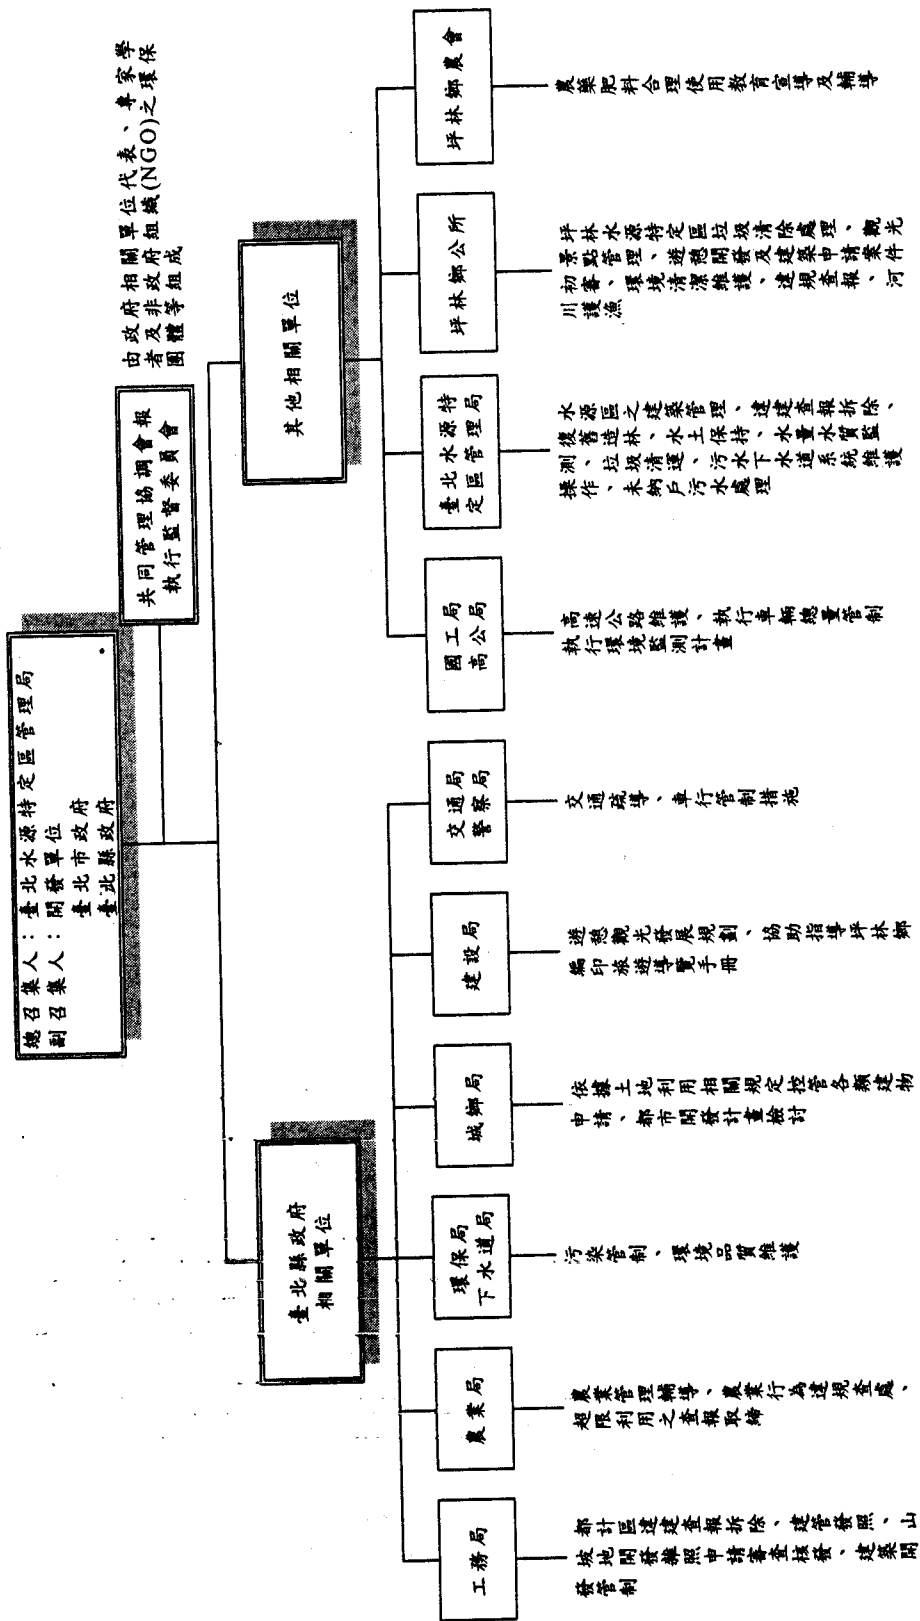 總召集人：臺北水源特定區管理局
副召集人：開發單位
臺北市政府
臺北縣政府
共同管理協調會報
執行監督委員會
由政府相關單位代表、專家學
者及非政府組織(NGO)之環保
團體等組成
臺北縣政府
相關單位
其他相關單位
工務局
都計區違建查報拆除、建管發照、山
坡地開發雜照申請審查核發、建築開
發管制
農業局
農業管理輔導、農業行為違規查處、
超限利用之查報取締
環保局
下水道局
污染管制、環境品質維護
城鄉局
依據土地利用相關規定控管各類建物
申請、都市開發計畫檢討
建設局
遊憩觀光發展規劃、協助指導坪林鄉
編印旅遊導覽手冊
交通局
警察局
交通疏導、車行管制措施
國工局
高公局
高速公路維護、執行車輛總量管制
執行環境監測計畫
臺北水源特
定區管理局
水源區之建築管理、違建查報拆除、
復舊造林、水土保持、水量水質監
測、垃圾清運、污水下水道系統維護
操作、未納戶污水處理
坪林鄉公所
坪林水源特定區垃圾清除處理、觀光
景點管理、遊憩開發及建築申請案件
初審、環境清潔維護、違規查報、河
川護漁
坪林鄉農會
農藥肥料合理使用教育宣導及輔導